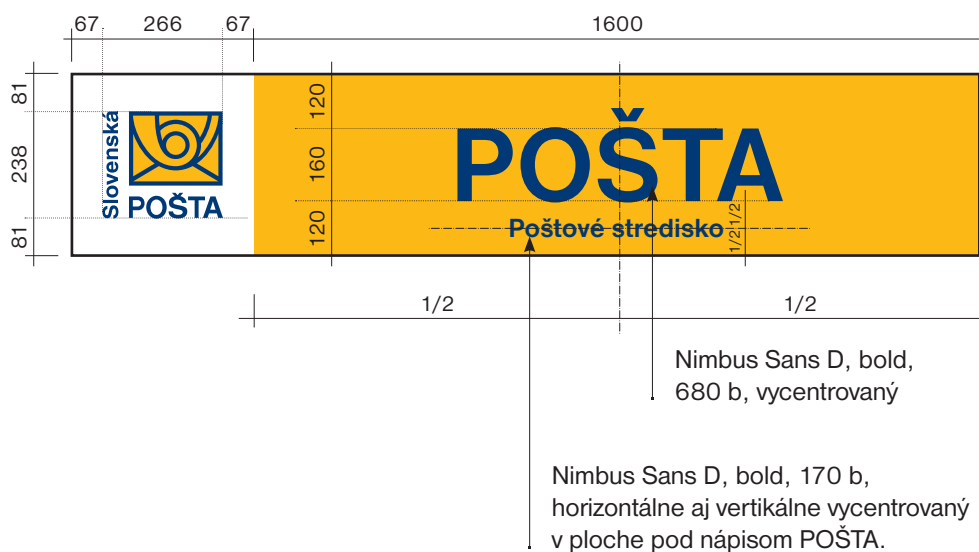 67 266 67 1600
81
238
81
120
160
120
Slovenská
POŠTA
POŠTA
Poštové stredisko
1/2 1/2
1/2 1/2
Nimbus Sans D, bold,
680 b, vycentrovaný
Nimbus Sans D, bold, 170 b,
horizontálne aj vertikálne vycentrovaný
v ploche pod nápisom POŠTA.